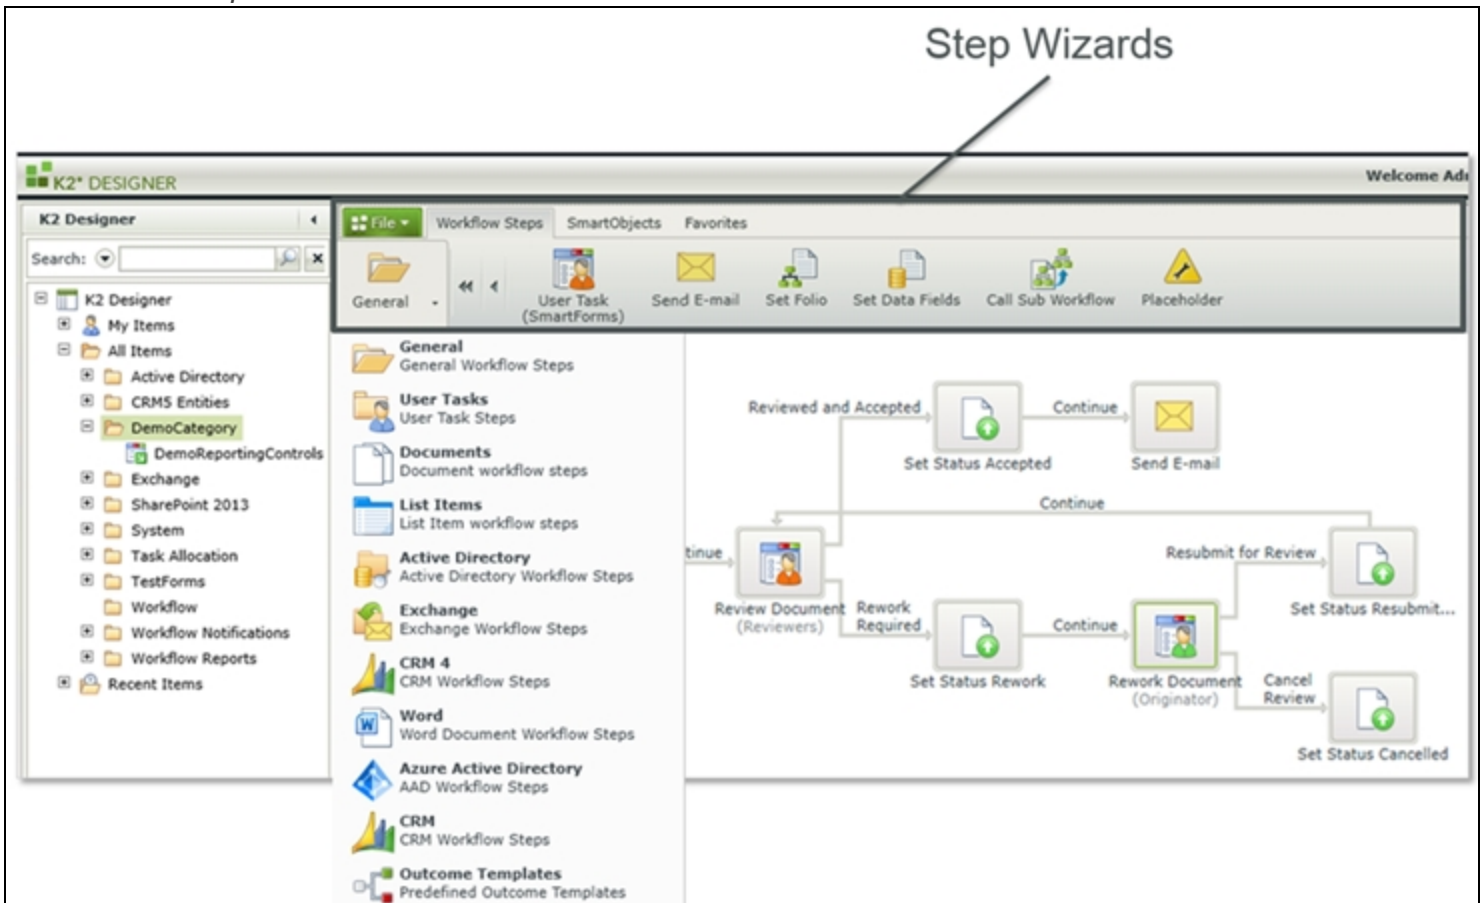 Step Wizards
K2* DESIGNER
Welcome Adı
K2 Designer
Search:
K2 Designer
My Items
All Items
Active Directory
CRM5 Entities
DemoCategory
DemoReportingControls
Exchange
SharePoint 2013
System
Task Allocation
TestForms
Workflow
Workflow Notifications
Workflow Reports
Recent Items
File
Workflow Steps
SmartObjects
Favorites
General
User Task
(SmartForms)
Send E-mail
Set Folio
Set Data Fields
Call Sub Workflow
Placeholder
General
General Workflow Steps
User Tasks
User Task Steps
Documents
Document workflow steps
List Items
List Item workflow steps
Active Directory
Active Directory Workflow Steps
Exchange
Exchange Workflow Steps
CRM 4
CRM Workflow Steps
Word
Word Document Workflow Steps
Azure Active Directory
AAD Workflow Steps
CRM
CRM Workflow Steps
Outcome Templates
Predefined Outcome Templates
Reviewed and Accepted
Continue
Set Status Accepted
Send E-mail
Continue
tinue
Resubmit for Review
Review Document
(Reviewers)
Rework
Required
Continue
Set Status Resubmit...
Set Status Rework
Rework Document
(Originator)
Cancel
Review
Set Status Cancelled